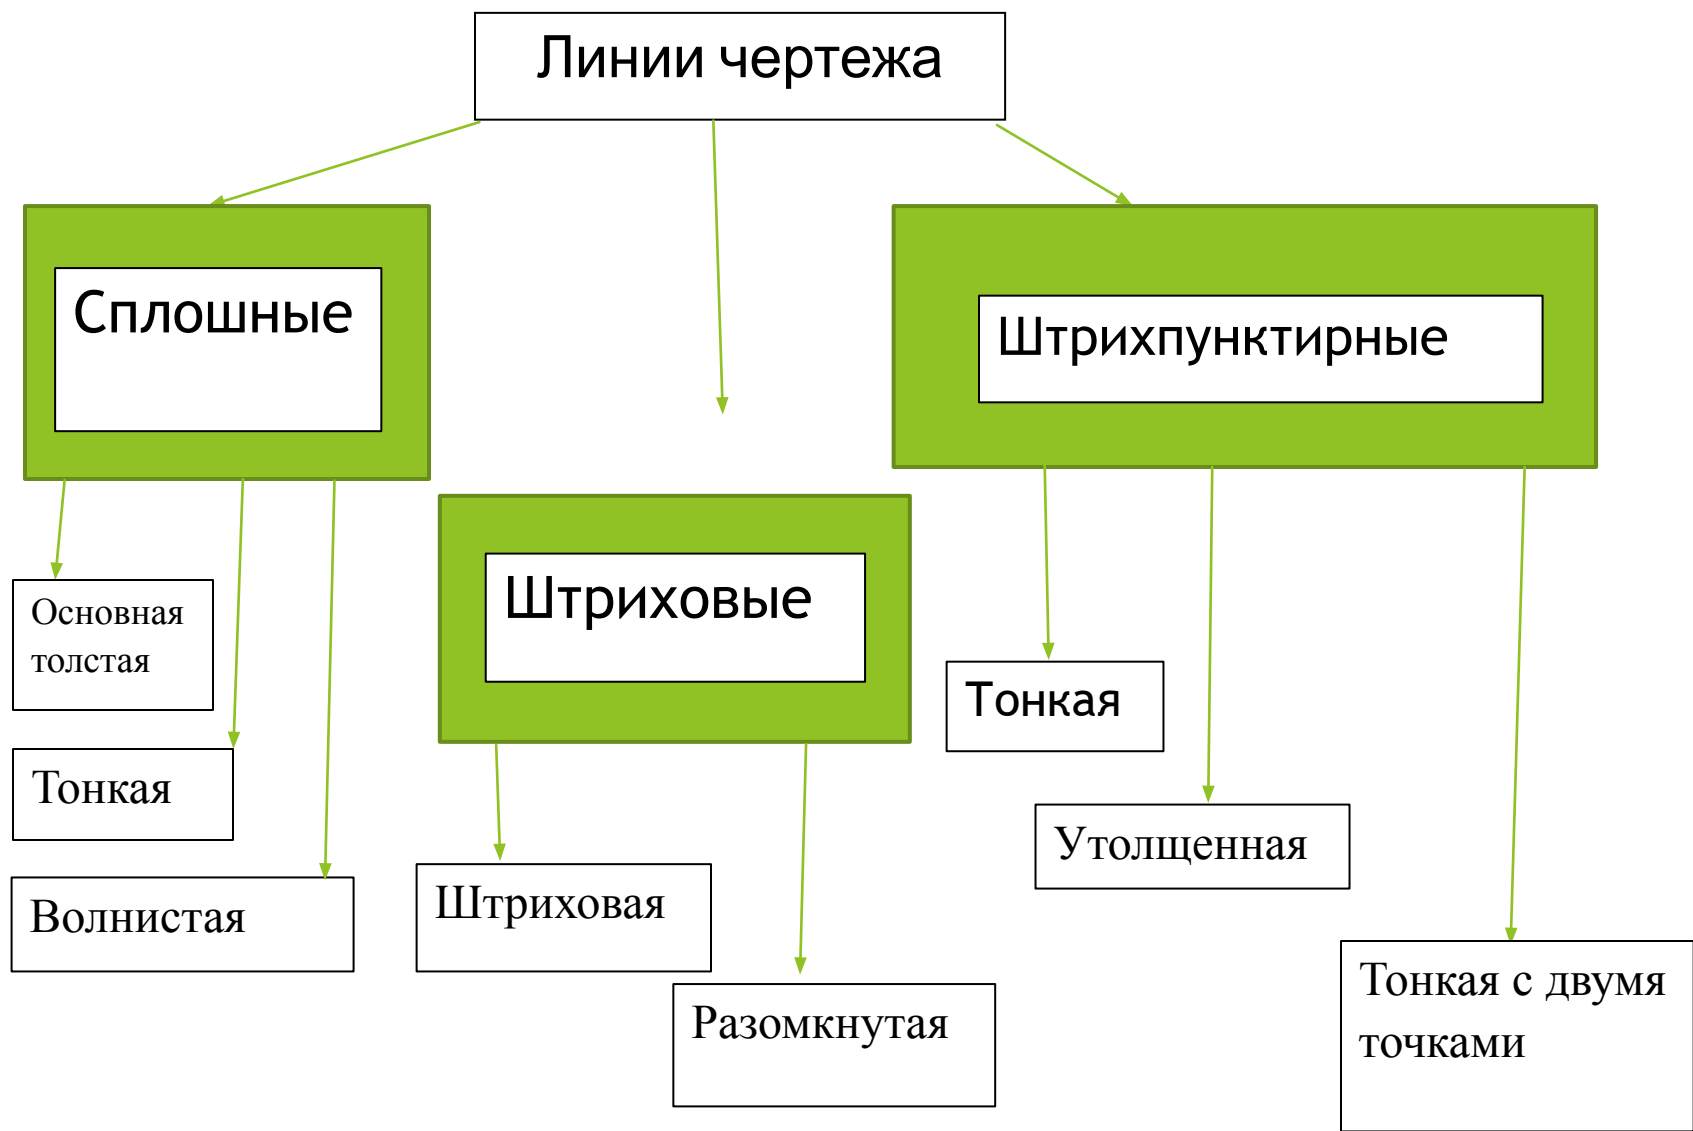 Линии чертежа
Сплошные
Штрихпунктирные
Штриховые
Основная
толстая
Тонкая
Волнистая
Штриховая
Разомкнутая
Тонкая
Утолщенная
Тонкая с двумя
точками